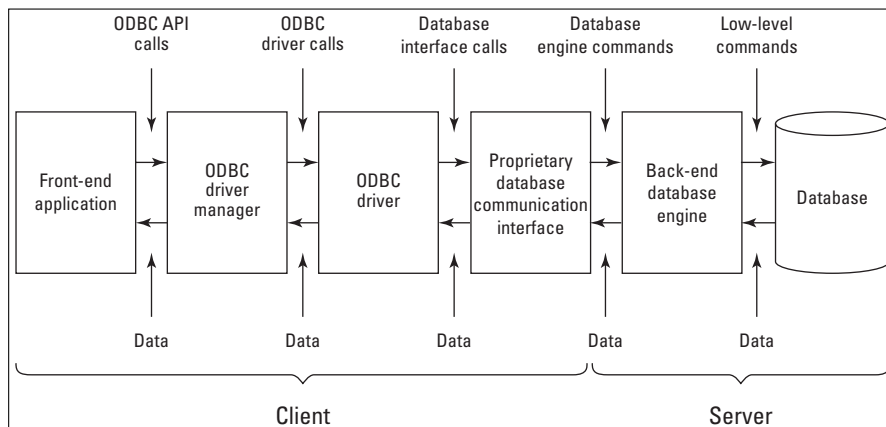 ODBC API
calls
ODBC
driver calls
Database
interface calls
Database
engine commands
Low-level
commands
Front-end
application
ODBC
driver
manager
ODBC
driver
Proprietary
database
communication
interface
Back-end
database
engine
Database
Data
Data
Data
Data
Data
Client
Server